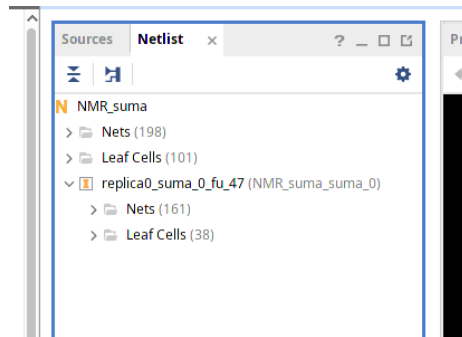 Sources Netlist × ? Pr
N NMR_suma
Nets (198)
Leaf Cells (101)
I replica0_suma_0_fu_47 (NMR_suma_suma_0)
Nets (161)
Leaf Cells (38)